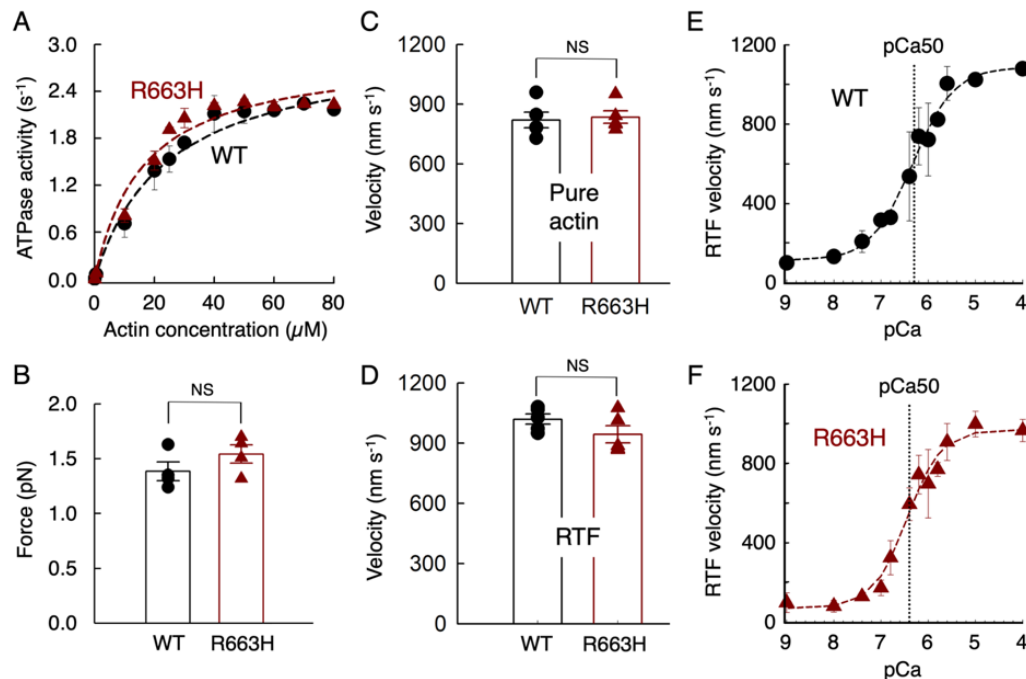 A
ATPase activity (s⁻¹)
3.0
2.4
1.8
1.2
0.6
0.0
R663H
WT
0 20 40 60 80
Actin concentration (µM)
B
Force (pN)
2.0
1.5
1.0
0.5
0.0
NS
WT R663H
C
Velocity (nm s⁻¹)
1200
900
600
300
0
NS
Pure
actin
WT R663H
D
Velocity (nm s⁻¹)
1200
900
600
300
0
NS
RTF
WT R663H
E
RTF velocity (nm s⁻¹)
1200
800
400
0
pCa50
WT
9 8 7 6 5 4
pCa
F
RTF velocity (nm s⁻¹)
1200
800
400
0
pCa50
R663H
9 8 7 6 5 4
pCa